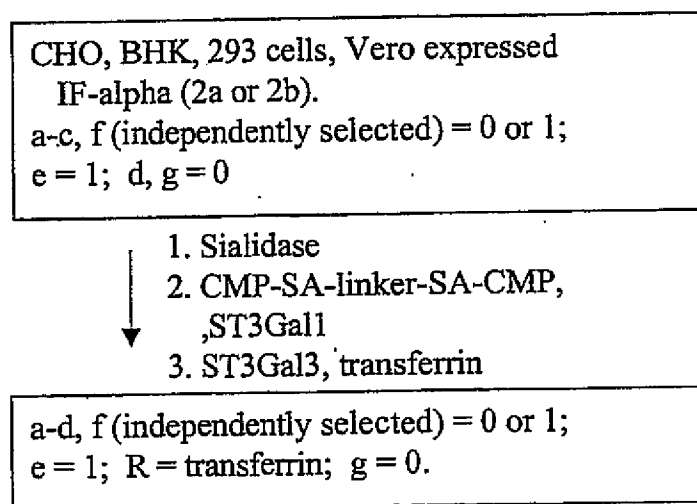 CHO, BHK, 293 cells, Vero expressed
IF-alpha (2a or 2b).
a-c, f (independently selected) = 0 or 1;
e = 1; d, g = 0
1. Sialidase
2. CMP-SA-linker-SA-CMP,
,ST3Gal1
3. ST3Gal3, transferrin
a-d, f (independently selected) = 0 or 1;
e = 1; R = transferrin; g = 0.